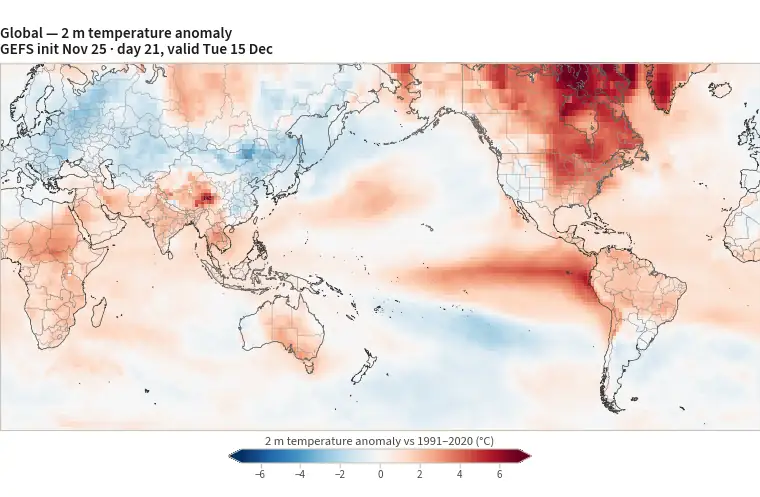 Global — 2 m temperature anomaly
GEFS init Nov 25 · day 21, valid Tue 15 Dec
2 m temperature anomaly vs 1991–2020 (°C)
−6 −4 −2 0 2 4 6